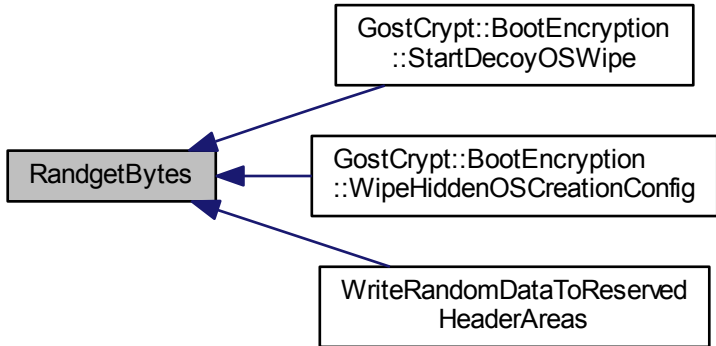 GostCrypt::BootEncryption
::StartDecoyOSWipe
RandgetBytes
GostCrypt::BootEncryption
::WipeHiddenOSCreationConfig
WriteRandomDataToReserved
HeaderAreas